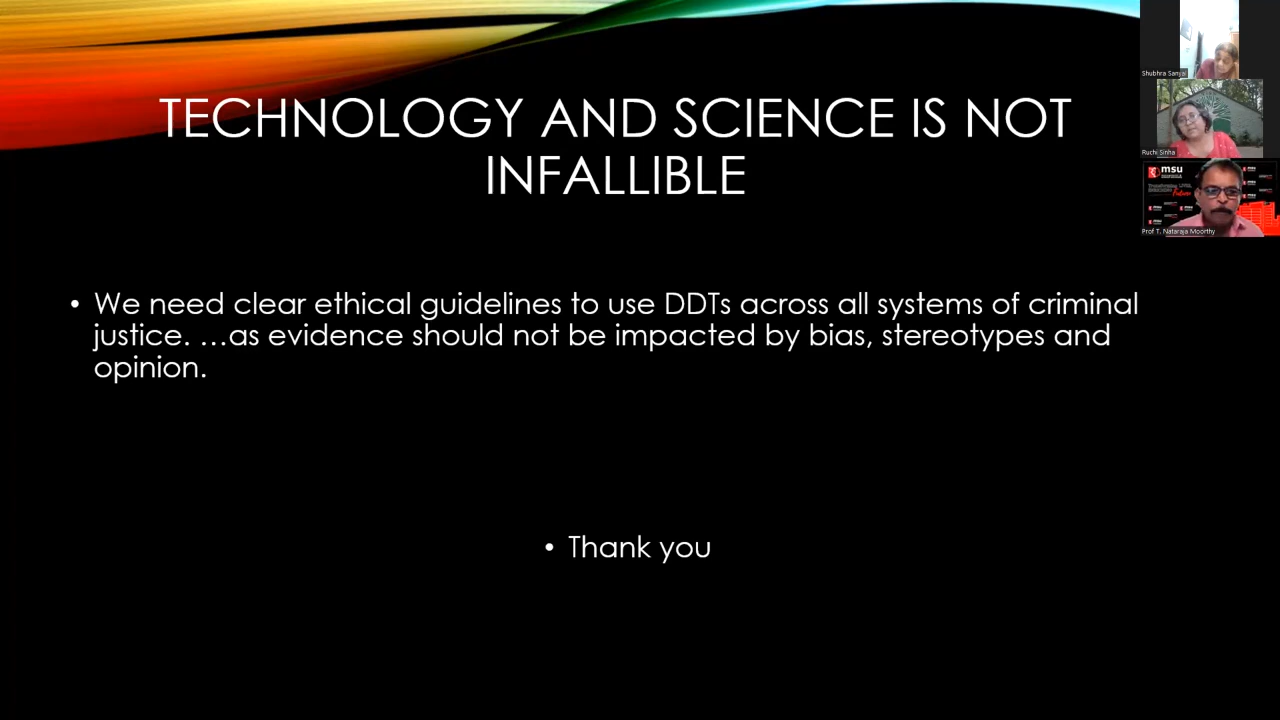 TECHNOLOGY AND SCIENCE IS NOT
INFALLIBLE
• We need clear ethical guidelines to use DDTs across all systems of criminal
justice. …as evidence should not be impacted by bias, stereotypes and
opinion.
• Thank you
Shubhra Sanyal
Ruchi Sinha
msu
Prof T. Nataraja Moorthy